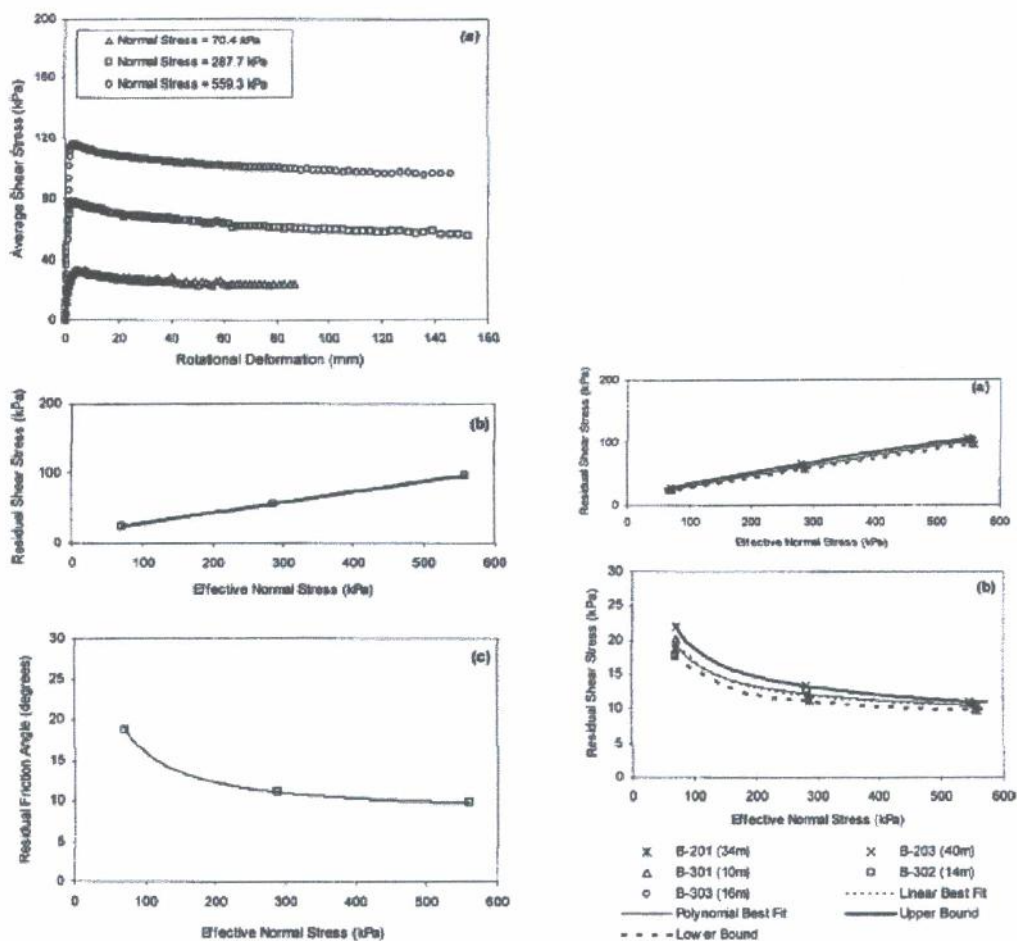 200
160
120
80
40
0
Average Shear Stress (kPa)
(a)
Normal Stress = 70.4 kPa
Normal Stress = 287.7 kPa
Normal Stress = 559.3 kPa
0 20 40 60 80 100 120 140 160
Rotational Deformation (mm)
200
100
0
Residual Shear Stress (kPa)
(b)
0 100 200 300 400 500 600
Effective Normal Stress (kPa)
30
25
20
15
10
5
0
Residual Friction Angle (degrees)
(c)
0 100 200 300 400 500 600
Effective Normal Stress (kPa)
200
100
0
Residual Shear Stress (kPa)
(a)
0 100 200 300 400 500 600
Effective Normal Stress (kPa)
30
25
20
15
10
5
0
Residual Shear Stress (kPa)
(b)
0 100 200 300 400 500 600
Effective Normal Stress (kPa)
B-201 (34m) B-203 (40m)
B-301 (10m) B-302 (14m)
B-303 (16m) Linear Best Fit
Polynomial Best Fit Upper Bound
Lower Bound